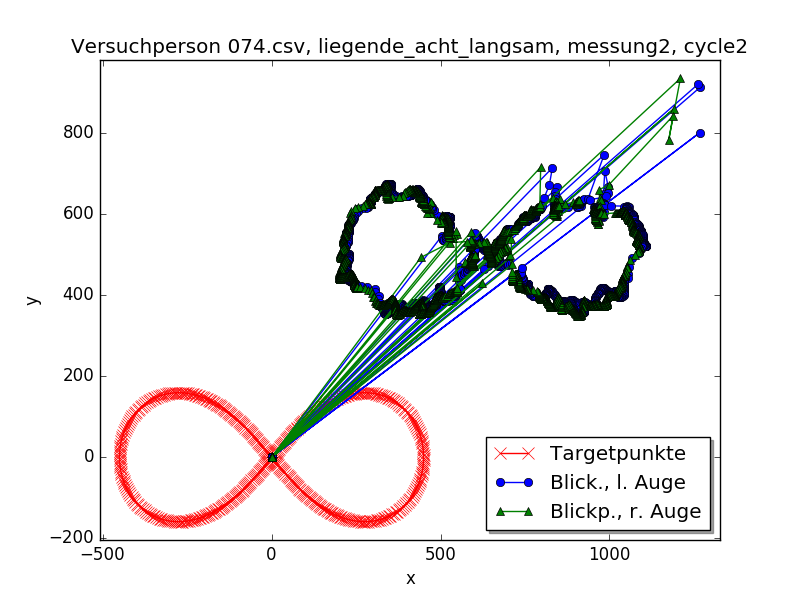 Versuchperson 074.csv, liegende_acht_langsam, messung2, cycle2
y
800
600
400
200
0
−200
−500
0
500
1000
x
Targetpunkte
Blick., l. Auge
Blickp., r. Auge